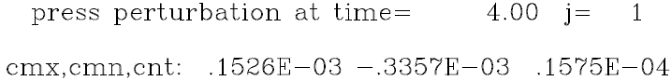 press perturbation at time= 4.00 j= 1
cmx,cmn,cnt: .1526E-03 -.3357E-03 .1575E-04